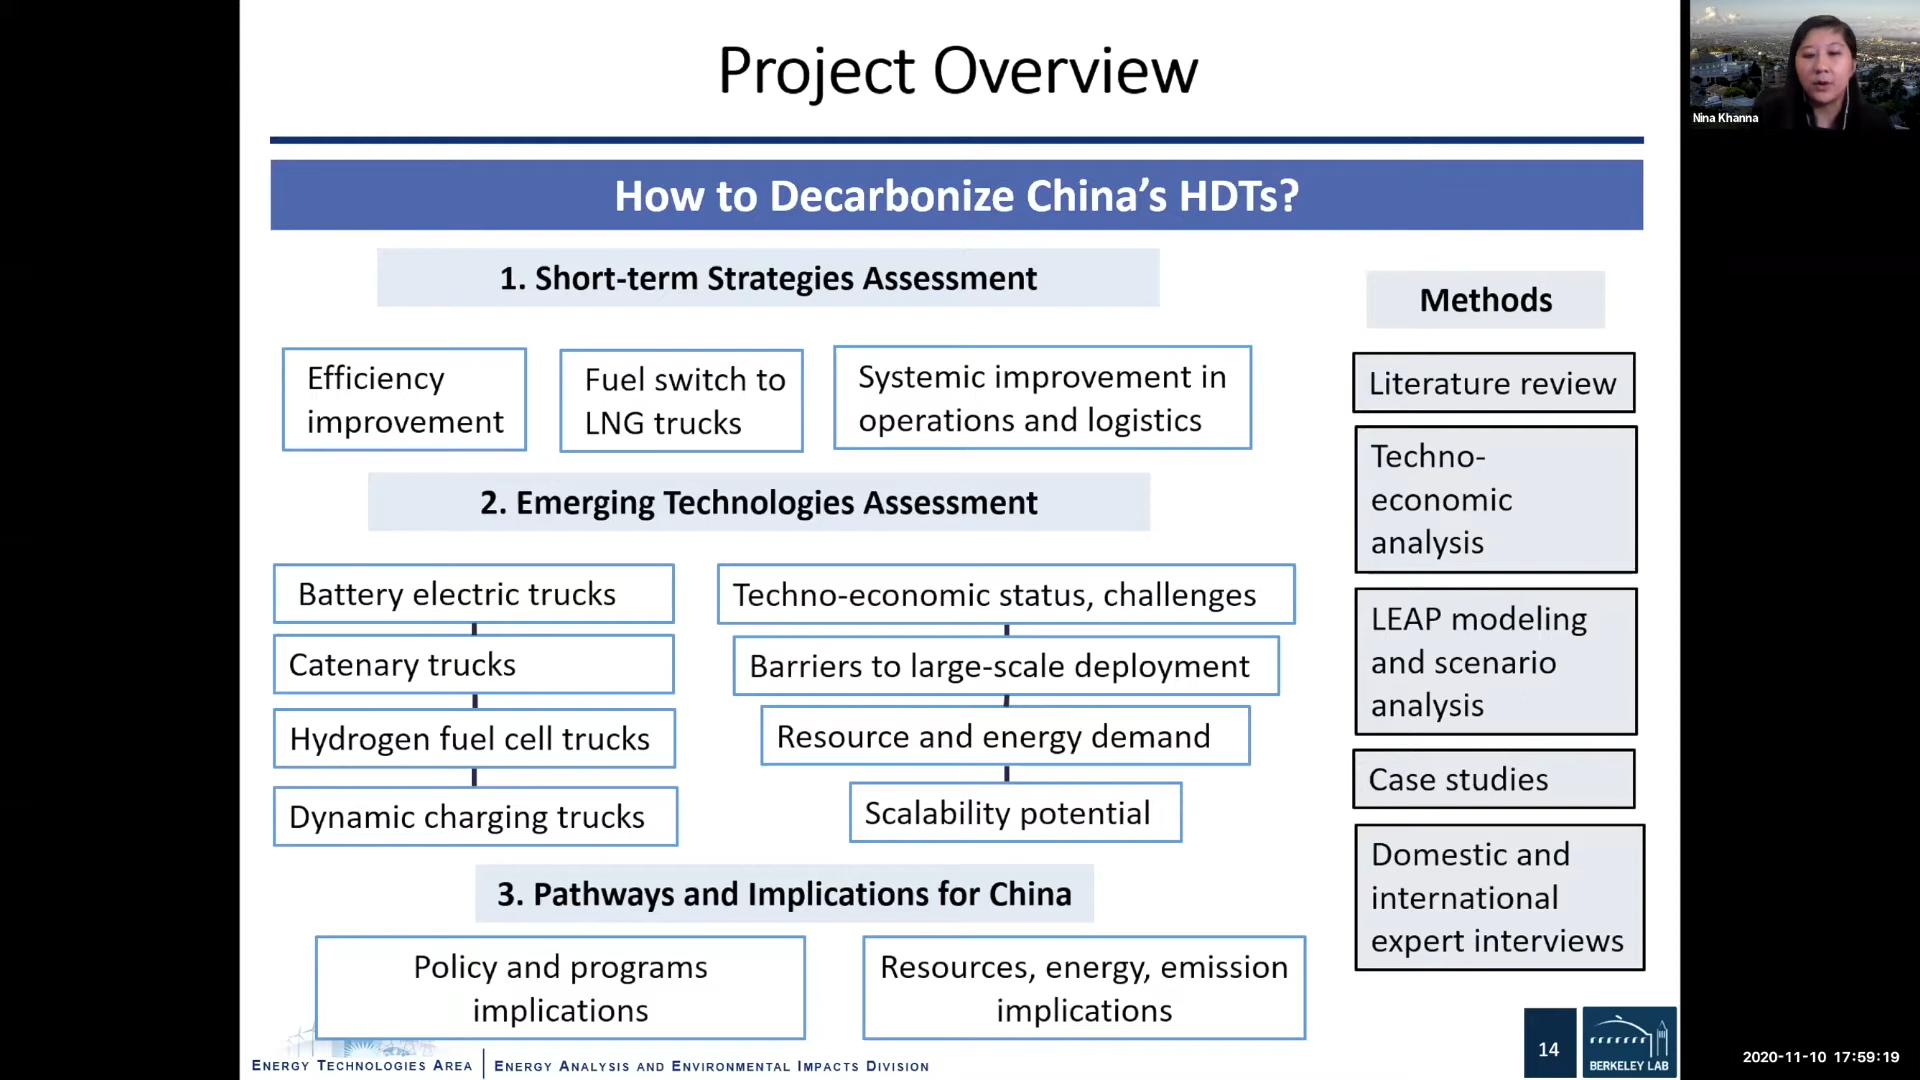 Project Overview
Nina Khanna
How to Decarbonize China’s HDTs?
1. Short-term Strategies Assessment
Efficiency
improvement
Fuel switch to
LNG trucks
Systemic improvement in
operations and logistics
2. Emerging Technologies Assessment
Battery electric trucks
Catenary trucks
Hydrogen fuel cell trucks
Dynamic charging trucks
Techno-economic status, challenges
Barriers to large-scale deployment
Resource and energy demand
Scalability potential
3. Pathways and Implications for China
Policy and programs
implications
Resources, energy, emission
implications
Methods
Literature review
Techno-
economic
analysis
LEAP modeling
and scenario
analysis
Case studies
Domestic and
international
expert interviews
ENERGY TECHNOLOGIES AREA
ENERGY ANALYSIS AND ENVIRONMENTAL IMPACTS DIVISION
14
BERKELEY LAB
2020-11-10 17:59:19